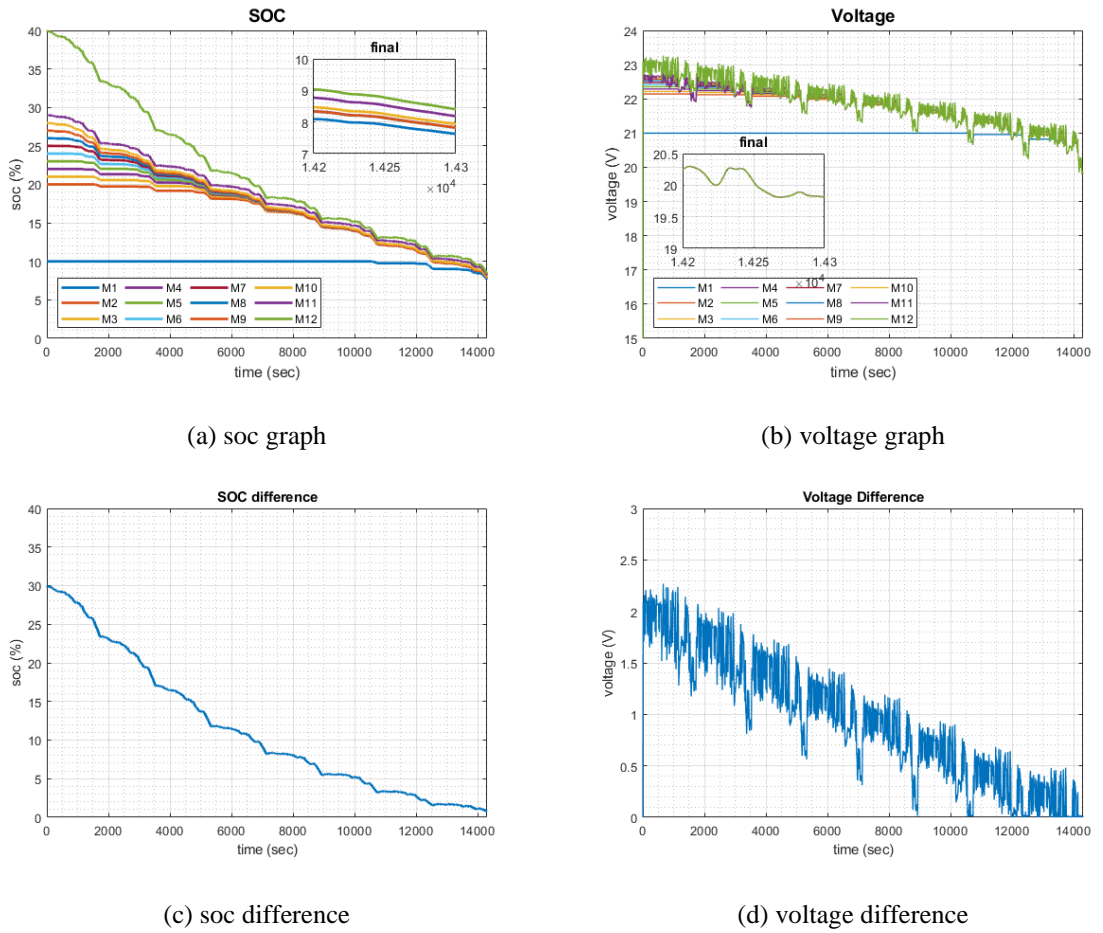 SOC
40
35
30
25
20
15
10
5
0
soc (%)
final
10
9
8
7
1.42 1.425 1.43
×10⁴
M1 M4 M7 M10
M2 M5 M8 M11
M3 M6 M9 M12
0 2000 4000 6000 8000 10000 12000 14000
time (sec)
(a) soc graph
Voltage
24
23
22
21
20
19
18
17
16
15
voltage (V)
final
20.5
20
19.5
19
1.42 1.425 1.43
×10⁴
M1 M4 M7 M10
M2 M5 M8 M11
M3 M6 M9 M12
0 2000 4000 6000 8000 10000 12000 14000
time (sec)
(b) voltage graph
SOC difference
40
35
30
25
20
15
10
5
0
soc (%)
0 2000 4000 6000 8000 10000 12000 14000
time (sec)
(c) soc difference
Voltage Difference
3
2.5
2
1.5
1
0.5
0
voltage (V)
0 2000 4000 6000 8000 10000 12000 14000
time (sec)
(d) voltage difference